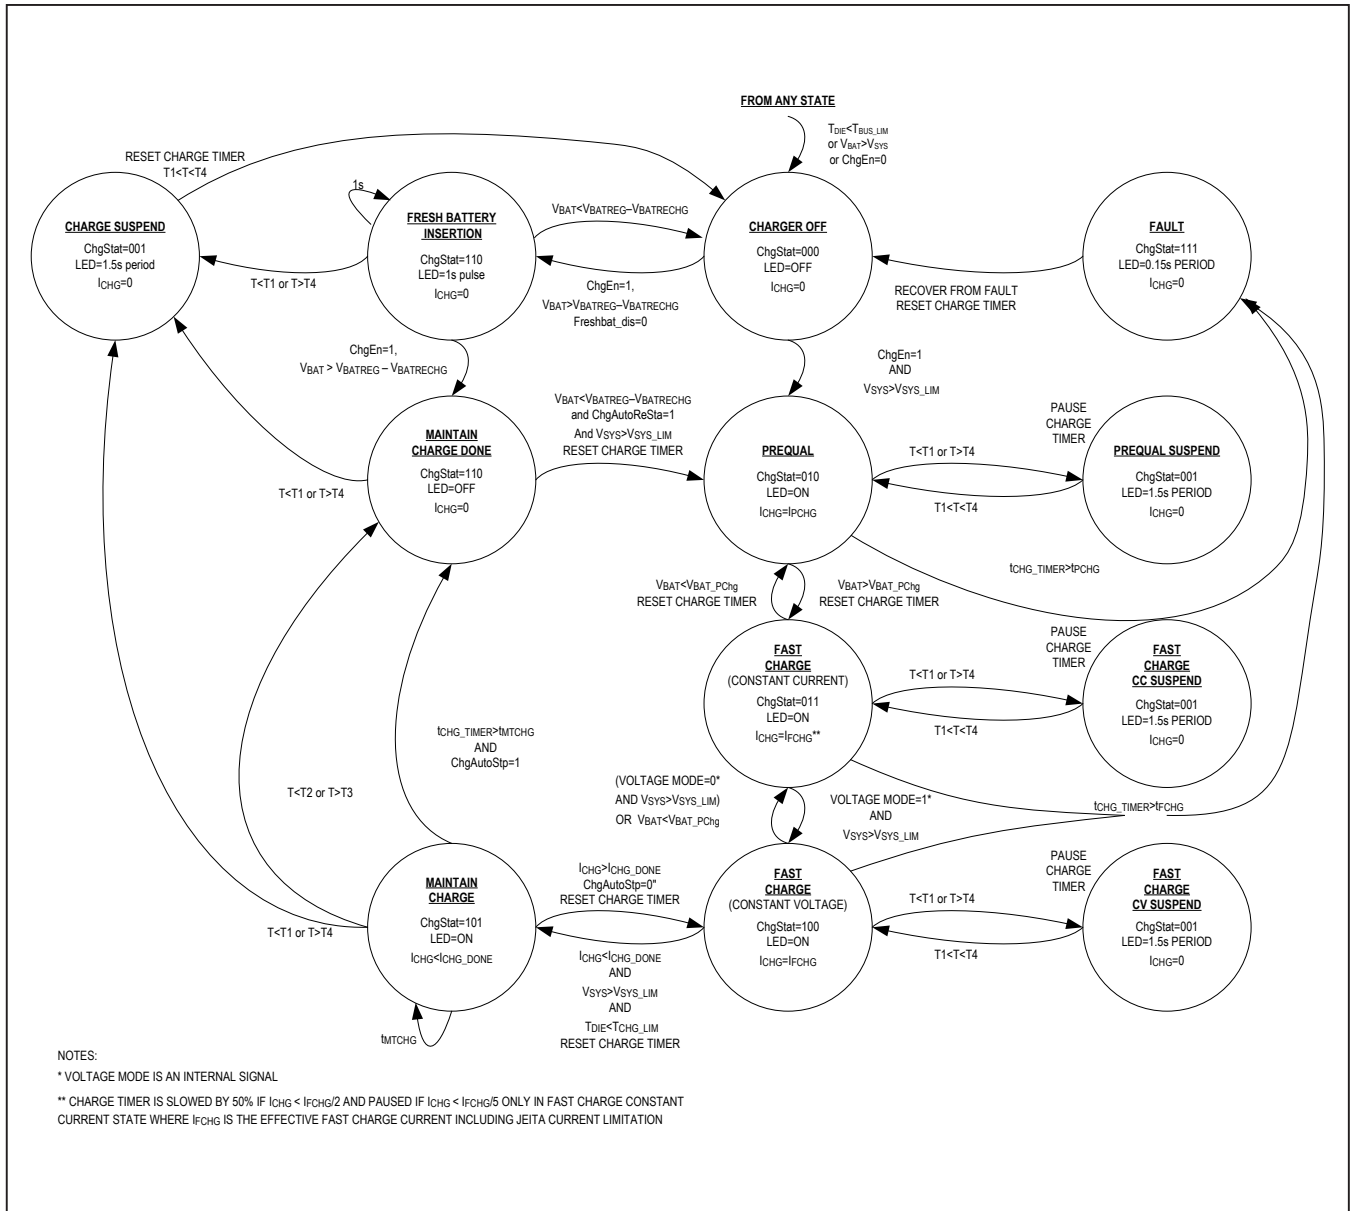 FROM ANY STATE
TDIE<TBUS_LIM
or VBAT>VSYS
or ChgEn=0
RESET CHARGE TIMER
T1<T<T4
CHARGE SUSPEND
ChgStat=001
LED=1.5s period
ICHG=0
1s
FRESH BATTERY
INSERTION
ChgStat=110
LED=1s pulse
ICHG=0
VBAT<VBATREG–VBATRECHG
CHARGER OFF
ChgStat=000
LED=OFF
ICHG=0
FAULT
ChgStat=111
LED=0.15s PERIOD
ICHG=0
T<T1 or T>T4
ChgEn=1,
VBAT>VBATREG–VBATRECHG
Freshbat_dis=0
RECOVER FROM FAULT
RESET CHARGE TIMER
ChgEn=1,
VBAT > VBATREG – VBATRECHG
ChgEn=1
AND
VSYS>VSYS_LIM
VBAT<VBATREG–VBATRECHG
and ChgAutoReSta=1
And VSYS>VSYS_LIM
RESET CHARGE TIMER
MAINTAIN
CHARGE DONE
ChgStat=110
LED=OFF
ICHG=0
T<T1 or T>T4
PREQUAL
ChgStat=010
LED=ON
ICHG=IPCHG
PAUSE
CHARGE
TIMER
T<T1 or T>T4
T1<T<T4
PREQUAL SUSPEND
ChgStat=001
LED=1.5s PERIOD
ICHG=0
tCHG_TIMER>tPCHG
VBAT<VBAT_PChg
RESET CHARGE TIMER
VBAT>VBAT_PChg
RESET CHARGE TIMER
FAST
CHARGE
(CONSTANT CURRENT)
ChgStat=011
LED=ON
ICHG=IFCHG**
PAUSE
CHARGE
TIMER
T<T1 or T>T4
T1<T<T4
FAST
CHARGE
CC SUSPEND
ChgStat=001
LED=1.5s PERIOD
ICHG=0
tCHG_TIMER>tMTCHG
AND
ChgAutoStp=1
T<T2 or T>T3
(VOLTAGE MODE=0*
AND VSYS>VSYS_LIM)
OR VBAT<VBAT_PChg
VOLTAGE MODE=1*
AND
VSYS>VSYS_LIM
tCHG_TIMER>tFCHG
T<T1 or T>T4
MAINTAIN
CHARGE
ChgStat=101
LED=ON
ICHG<ICHG_DONE
tMTCHG
ICHG>ICHG_DONE
ChgAutoStp=0"
RESET CHARGE TIMER
ICHG<ICHG_DONE
AND
VSYS>VSYS_LIM
AND
TDIE<TCHG_LIM
RESET CHARGE TIMER
FAST
CHARGE
(CONSTANT VOLTAGE)
ChgStat=100
LED=ON
ICHG=IFCHG
PAUSE
CHARGE
TIMER
T<T1 or T>T4
T1<T<T4
FAST
CHARGE
CV SUSPEND
ChgStat=001
LED=1.5s PERIOD
ICHG=0
NOTES:
* VOLTAGE MODE IS AN INTERNAL SIGNAL
** CHARGE TIMER IS SLOWED BY 50% IF ICHG < IFCHG/2 AND PAUSED IF ICHG < IFCHG/5 ONLY IN FAST CHARGE CONSTANT
CURRENT STATE WHERE IFCHG IS THE EFFECTIVE FAST CHARGE CURRENT INCLUDING JEITA CURRENT LIMITATION